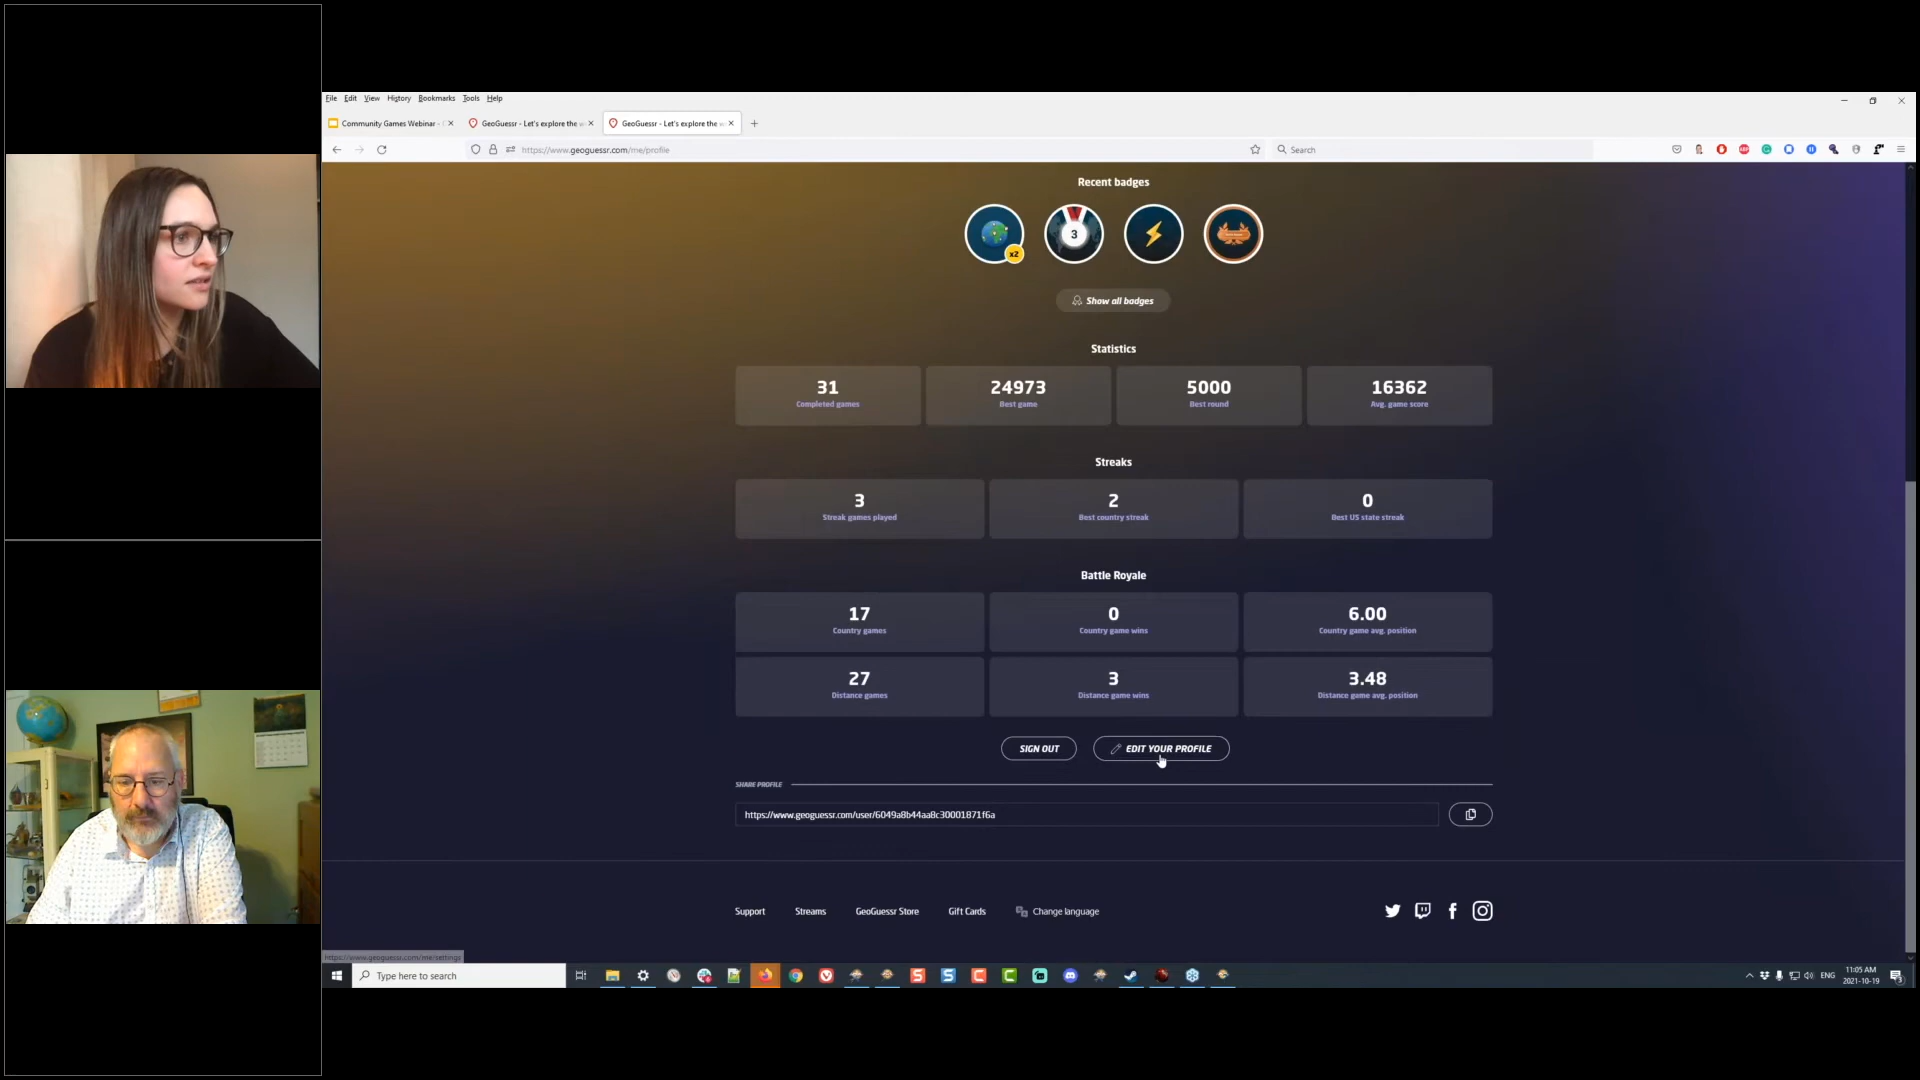 File Edit View History Bookmarks Tools Help
Community Games Webinar -
GeoGuessr - Let's explore the w
GeoGuessr - Let's explore the w
https://www.geoguessr.com/me/profile
Search
Recent badges
x2
3
Show all badges
Statistics
31 24973 5000 16362
Completed games Best game Best round Avg. game score
Streaks
3 2 0
Streak games played Best country streak Best US state streak
Battle Royale
17 0 6.00
Country games Country game wins Country game avg. position
27 3 3.48
Distance games Distance game wins Distance game avg. position
SIGN OUT EDIT YOUR PROFILE
SHARE PROFILE
https://www.geoguessr.com/user/6049a8b44aa8c30001871f6a
Support Streams GeoGuessr Store Gift Cards Change language
https://www.geoguessr.com/me/settings
Type here to search
ENG
11:05 AM
2021-10-19